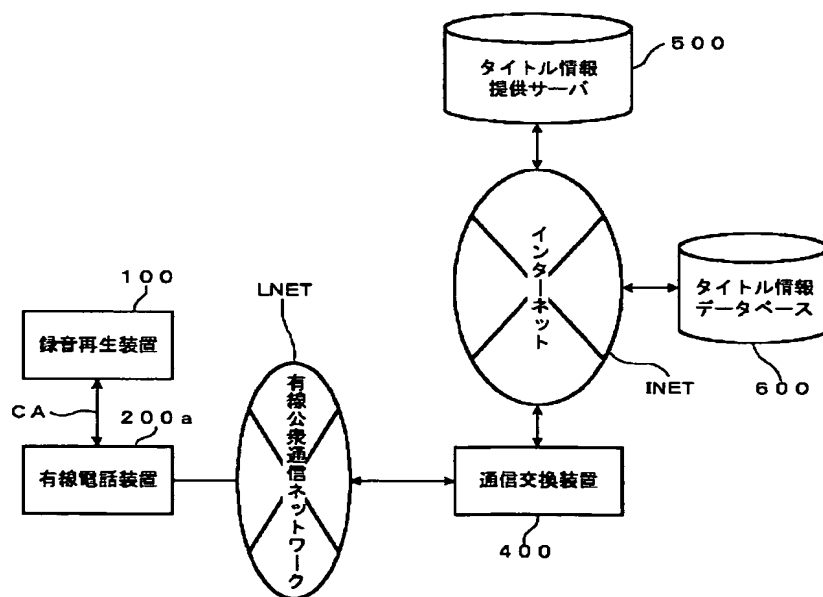 500
タイトル情報
提供サーバ
インターネット
タイトル情報
データベース
600
INET
100
録音再生装置
LNET
CA
200a
有線電話装置
有線公衆通信ネットワーク
通信交換装置
400